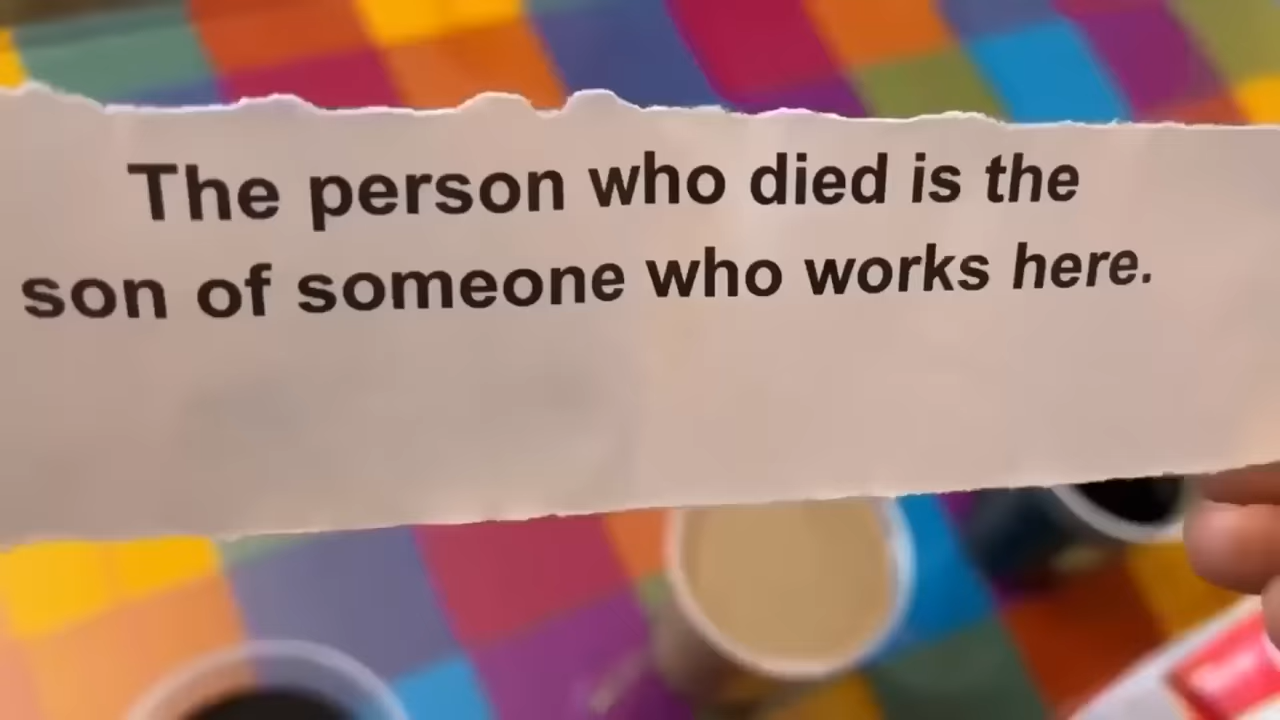 The person who died is the
son of someone who works here.